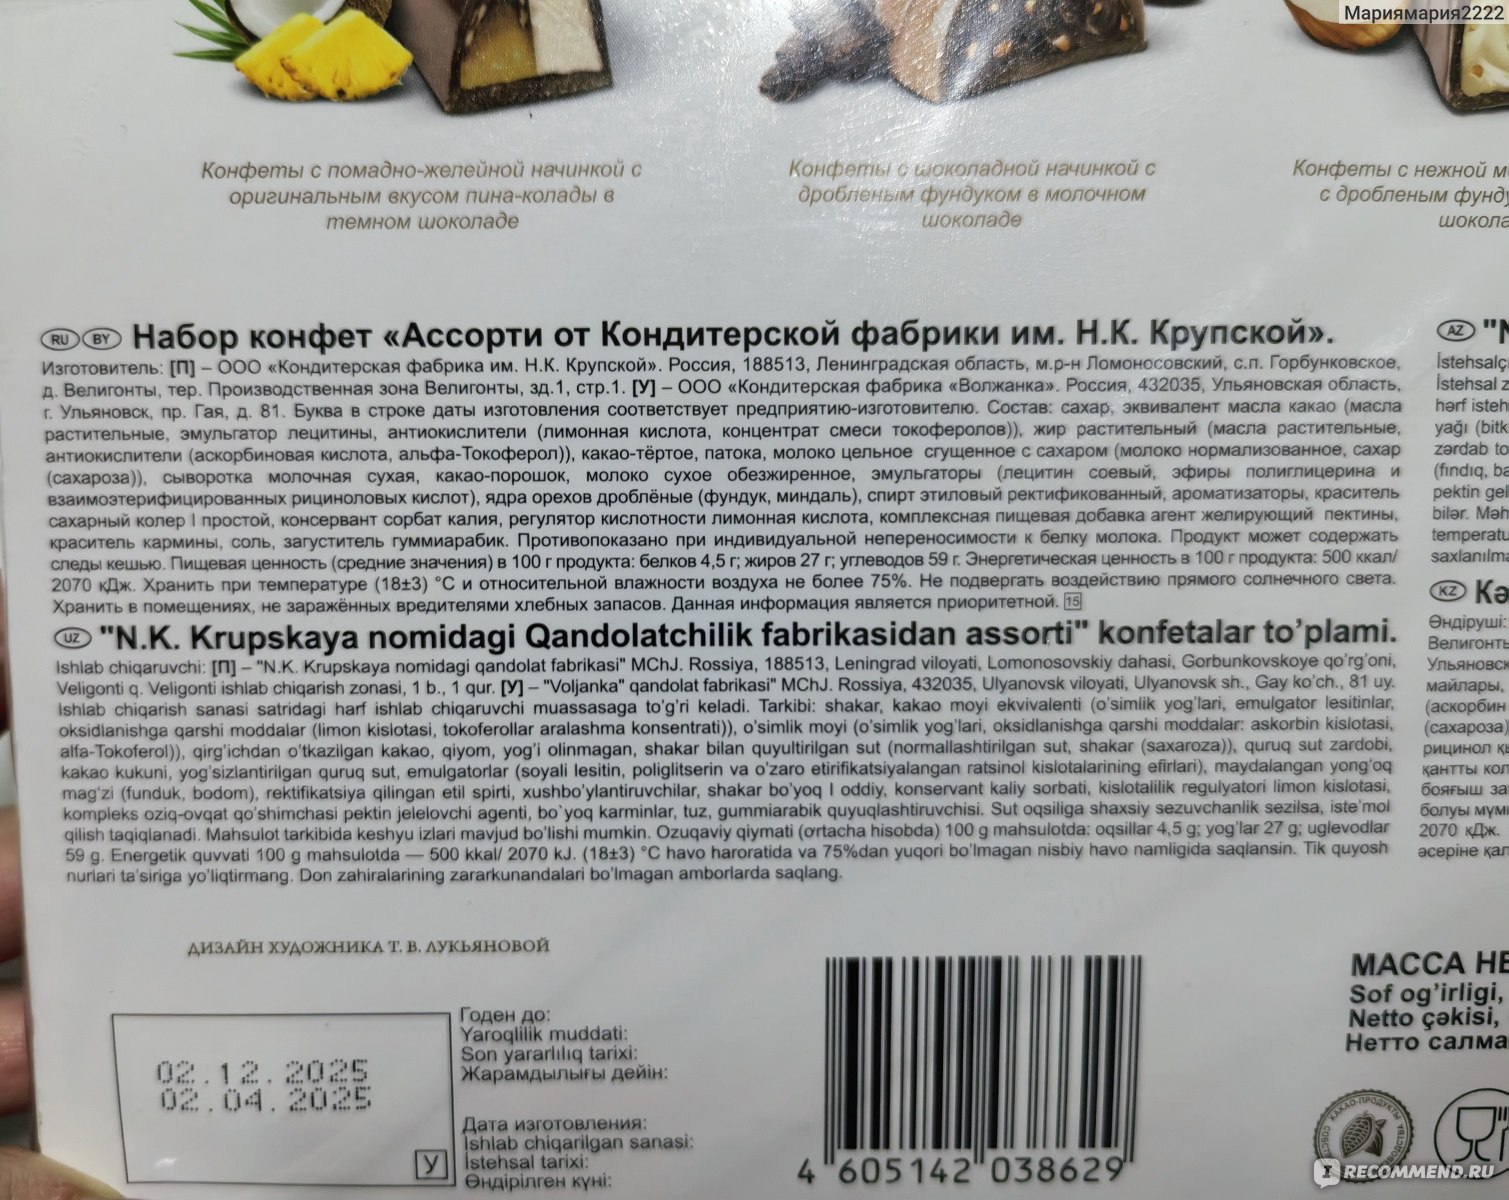 Мариямария2222
Конфеты с помадно-желейной начинкой с
оригинальным вкусом пина-колады в
темном шоколаде
Конфеты с шоколадной начинкой с
дробленым фундуком в молочном
шоколаде
Конфеты с нежной
с дробленым
RU BY Набор конфет «Ассорти от Кондитерской фабрики им. Н.К. Крупской».
Изготовитель: [П] – ООО «Кондитерская фабрика им. Н.К. Крупской». Россия, 188513, Ленинградская область, м.р-н Ломоносовский, с.п. Горбунковское,
д. Велигонты, тер. Производственная зона Велигонты, зд.1, стр.1. [У] – ООО «Кондитерская фабрика «Волжанка». Россия, 432035, Ульяновская область,
г. Ульяновск, пр. Гая, д. 81. Буква в строке даты изготовления соответствует предприятию-изготовителю. Состав: сахар, эквивалент масла какао (масла
растительные, эмульгатор лецитины, антиокислители (лимонная кислота, концентрат смеси токоферолов)), жир растительный (масла растительные,
антиокислители (аскорбиновая кислота, альфа-Токоферол)), какао-тёртое, патока, молоко цельное сгущенное с сахаром (молоко нормализованное, сахар
(сахароза)), сыворотка молочная сухая, какао-порошок, молоко сухое обезжиренное, эмульгаторы (лецитин соевый, эфиры полиглицерина и
взаимоэтерифицированных рициноловых кислот), ядра орехов дроблёные (фундук, миндаль), спирт этиловый ректификованный, ароматизаторы, краситель
сахарный колер I простой, консервант сорбат калия, регулятор кислотности лимонная кислота, комплексная пищевая добавка агент желирующий пектины,
краситель кармины, соль, загуститель гуммиарабик. Противопоказано при индивидуальной непереносимости к белку молока. Продукт может содержать
следы кешью. Пищевая ценность (средние значения) в 100 г продукта: белков 4,5 г; жиров 27 г; углеводов 59 г. Энергетическая ценность в 100 г продукта: 500 ккал/
2070 кДж. Хранить при температуре (18±3) °С и относительной влажности воздуха не более 75%. Не подвергать воздействию прямого солнечного света.
Хранить в помещениях, не заражённых вредителями хлебных запасов. Данная информация является приоритетной. 15
UZ "N.K. Krupskaya nomidagi Qandolatchilik fabrikasidan assorti" konfetalar to'plami.
Ishlab chiqaruvchi: [П] – "N.K. Krupskaya nomidagi qandolat fabrikasi" MChJ. Rossiya, 188513, Leningrad viloyati, Lomonosovskiy dahasi, Gorbunkovskoye qo'rg'oni,
Veligonti q. Veligonti ishlab chiqarish zonasi, 1 b., 1 qur. [У] – "Voljanka" qandolat fabrikasi" MChJ. Rossiya, 432035, Ulyanovsk viloyati, Ulyanovsk sh., Gay ko'ch., 81 uy.
Ishlab chiqarish sanasi satridagi harf ishlab chiqaruvchi muassasaga to'g'ri keladi. Tarkibi: shakar, kakao moyi ekvivalenti (o'simlik yog'lari, emulgator lesitinlar,
oksidlanishga qarshi moddalar (limon kislotasi, tokoferollar aralashma konsentrati)), o'simlik moyi (o'simlik yog'lari, oksidlanishga qarshi moddalar: askorbin kislotasi,
alfa-Tokoferol)), qirg'ichdan o'tkazilgan kakao, qiyom, yog'i olinmagan, shakar bilan quyultirilgan sut (normallashtirilgan sut, shakar (saxaroza)), quruq sut zardobi,
kakao kukuni, yog'sizlantirilgan quruq sut, emulgatorlar (soyali lesitin, poliglitserin va o'zaro etirifikatsiyalangan ratsinol kislotalarining efirlari), maydalangan yong'oq
mag'zi (funduk, bodom), rektifikatsiya qilingan etil spirti, xushbo'ylantiruvchilar, shakar bo'yoq I oddiy, konservant kaliy sorbati, kislotalilik regulyatori limon kislotasi,
kompleks oziq-ovqat qo'shimchasi pektin jelelovchi agenti, bo'yoq karminlar, tuz, gummiarabik quyuqlashtiruvchisi. Sut oqsiliga shaxsiy sezuvchanlik sezilsa, iste'mol
qilish taqiqlanadi. Mahsulot tarkibida keshyu izlari mavjud bo'lishi mumkin. Ozuqaviy qiymati (ortacha hisobda) 100 g mahsulotda: oqsillar 4,5 g; yog'lar 27 g; uglevodlar
59 g. Energetik quvvati 100 g mahsulotda — 500 kkal/ 2070 kJ. (18±3) °C havo haroratida va 75%dan yuqori bo'lmagan nisbiy havo namligida saqlansin. Tik quyosh
nurlari ta'siriga yo'liqtirmang. Don zahiralarining zararkunandalari bo'lmagan amborlarda saqlang.
AZ
KZ
Өндіруші:
майлары,
2070 кДж.
ДИЗАЙН ХУДОЖНИКА Т. В. ЛУКЬЯНОВОЙ
02.12.2025
02.04.2025
У
Годен до:
Yaroqlilik muddati:
Son yararlılıq tarixi:
Жарамдылығы дейін:
Дата изготовления:
Ishlab chiqarilgan sanasi:
İstehsal tarixi:
Өндірілген күні:
4 605142 038629
МАССА
Sof og'irligi,
Netto çəkisi,
Нетто
IRECOMMEND.RU